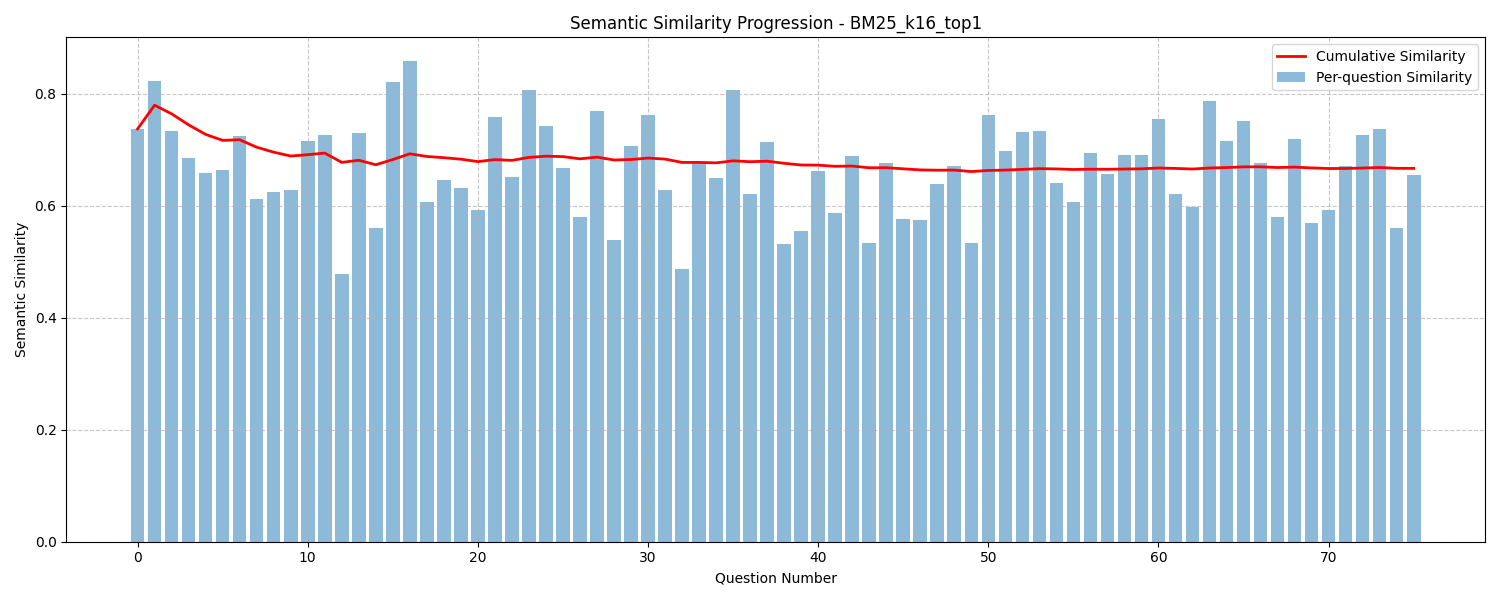 Semantic Similarity Progression - BM25_k16_top1
Cumulative Similarity
Per-question Similarity
Semantic Similarity
0.8
0.6
0.4
0.2
0.0
0 10 20 30 40 50 60 70
Question Number